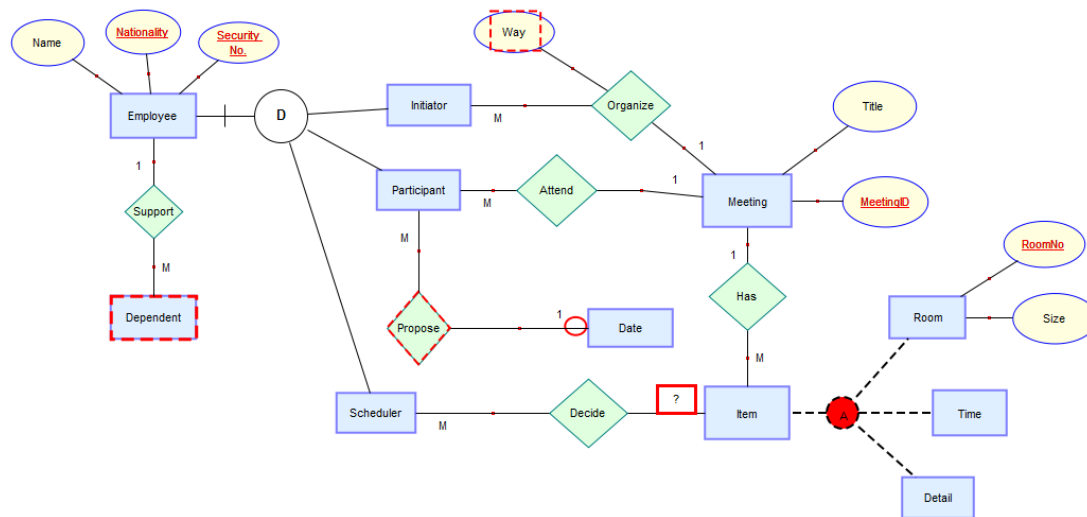 Way
Nationality
Security
No.
Name
Initiator
Organize
Title
Employee
D
M
1
1
Participant
Attend
1
Meeting
MeetingID
M
Support
M
1
RoomNo
M
Has
Dependent
Propose
1
Date
Room
Size
M
?
Scheduler
Decide
Item
A
Time
M
Detail